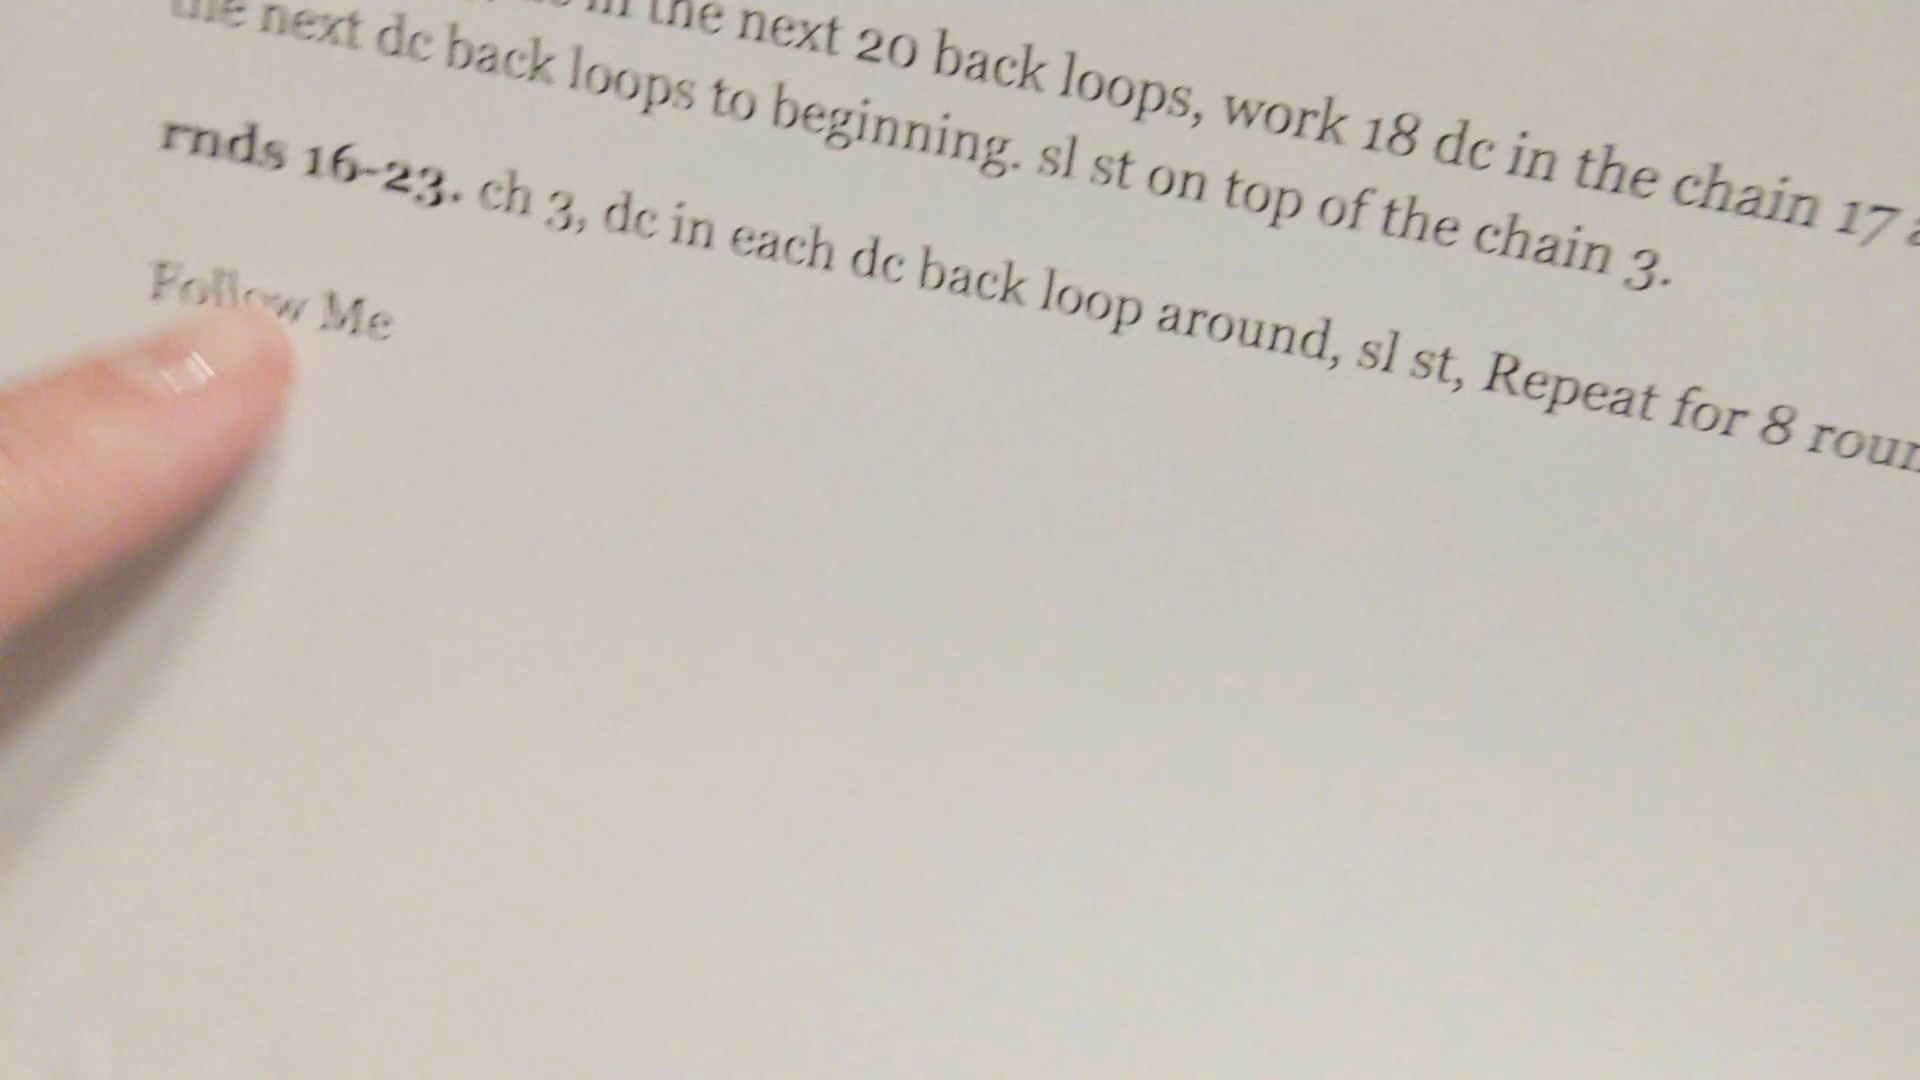 in the next 20 back loops, work 18 dc in the chain 17
the next dc back loops to beginning. sl st on top of the chain 3.
rnds 16-23. ch 3, dc in each dc back loop around, sl st, Repeat for 8
Follow Me